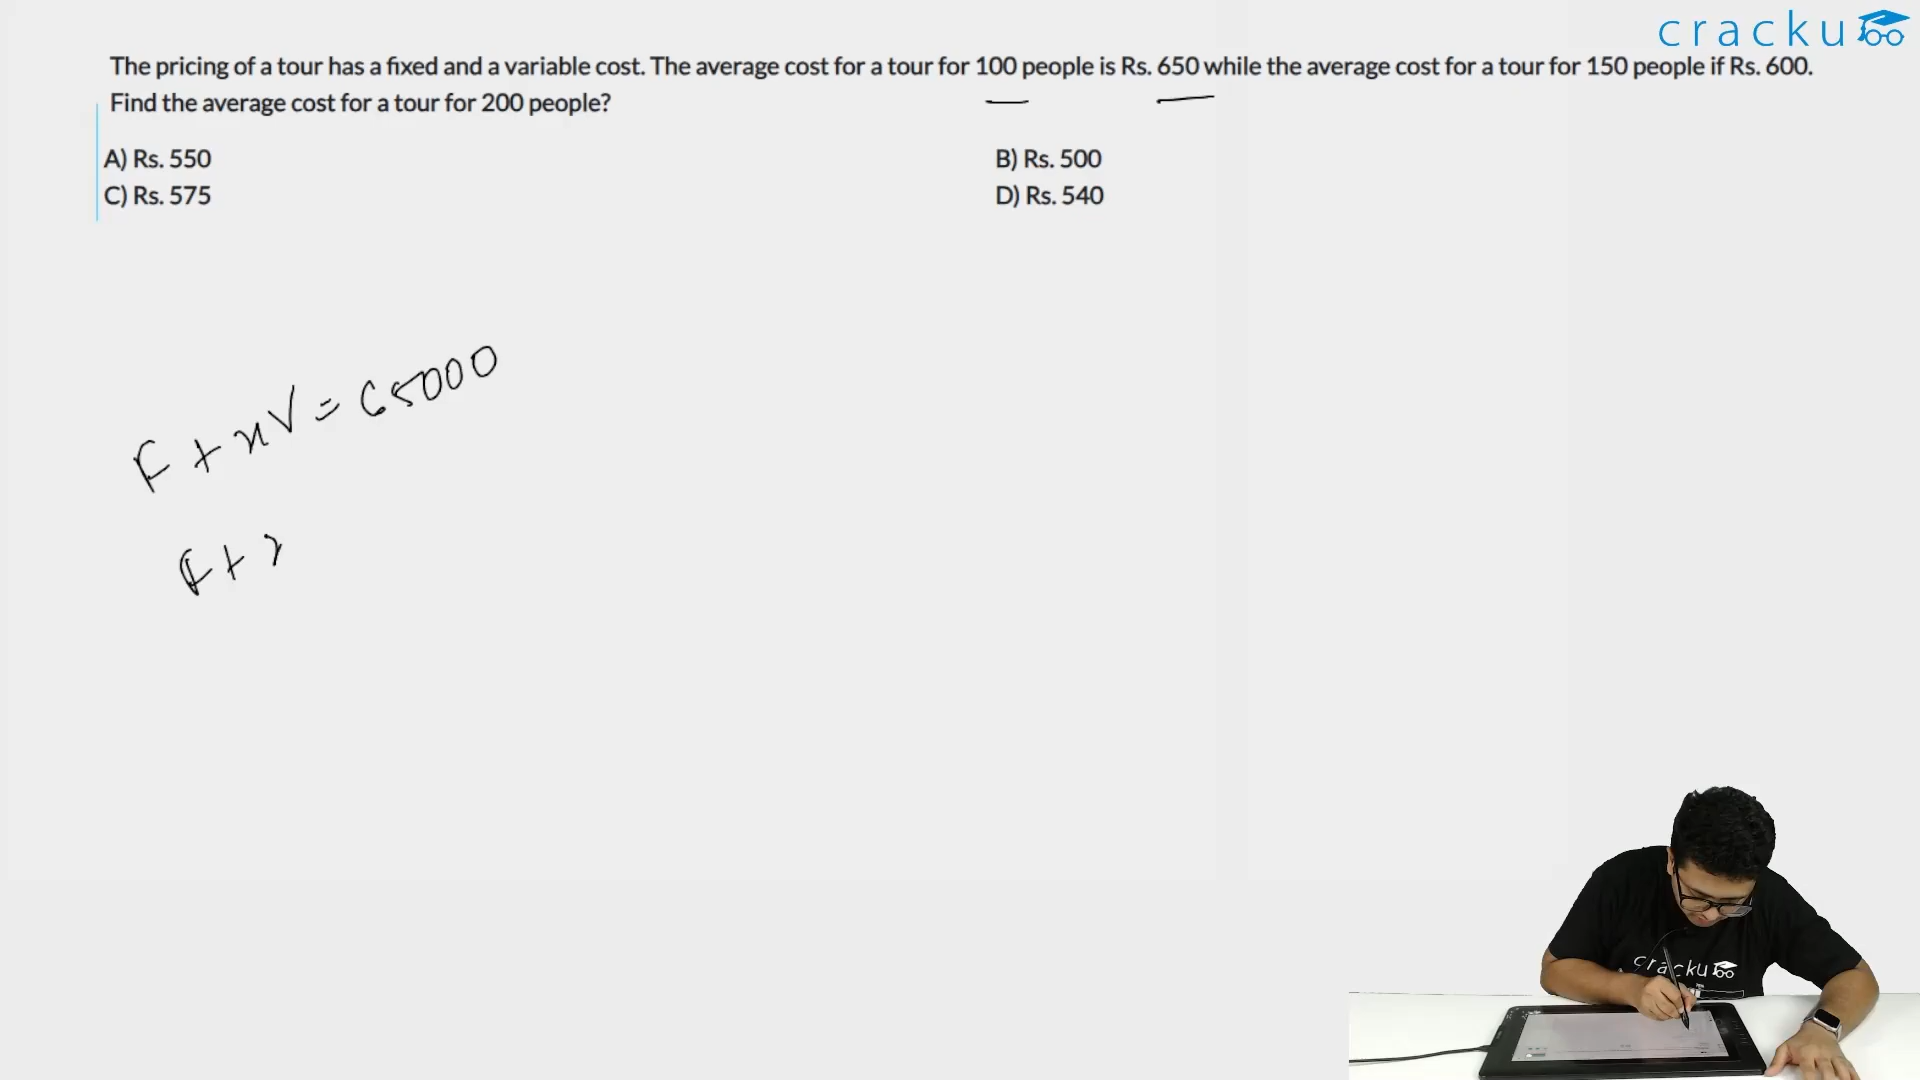 cracku
The pricing of a tour has a fixed and a variable cost. The average cost for a tour for 100 people is Rs. 650 while the average cost for a tour for 150 people if Rs. 600.
Find the average cost for a tour for 200 people?
A) Rs. 550
B) Rs. 500
C) Rs. 575
D) Rs. 540
F + xV = 65000
F + x
cracku